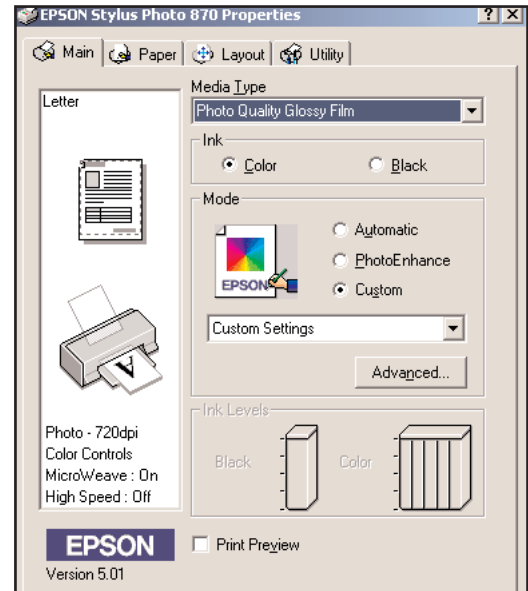 EPSON Stylus Photo 870 Properties
Main Paper Layout Utility
Letter
Photo - 720dpi
Color Controls
MicroWeave : On
High Speed : Off
EPSON
Version 5.01
Media Type
Photo Quality Glossy Film
Ink
Color Black
Mode
EPSON
Automatic
PhotoEnhance
Custom
Custom Settings
Advanced...
Ink Levels
Black Color
Print Preview
A